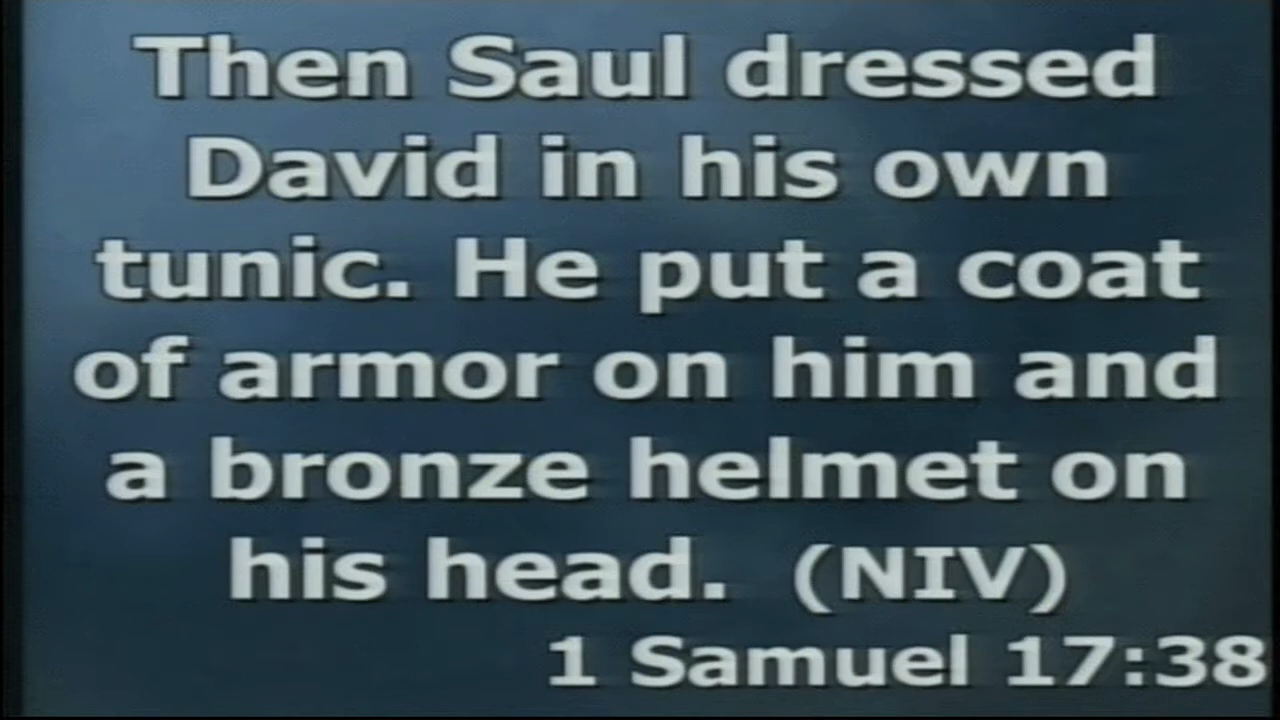 Then Saul dressed
David in his own
tunic. He put a coat
of armor on him and
a bronze helmet on
his head. (NIV)
1 Samuel 17:38